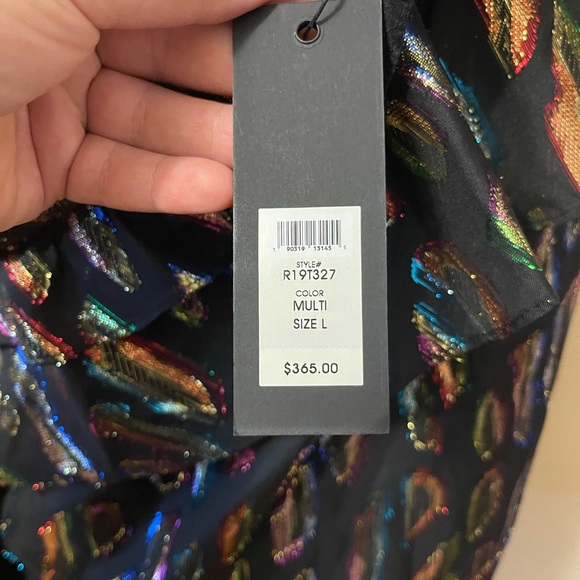 1 90319 13145 1
STYLE#
R19T327
COLOR
MULTI
SIZE L
$365.00